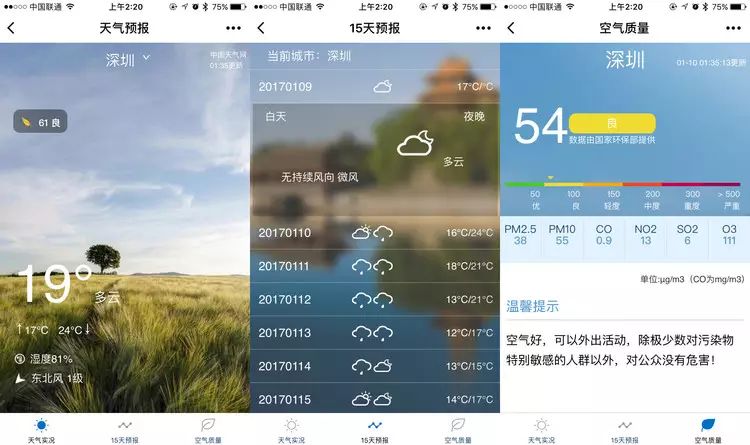 中国联通
上午2:20
75%
天气预报
深圳
中国天气网
01:35更新
61 良
19°
多云
↑17°C 24°C↓
湿度81%
东北风 1级
天气实况
15天预报
空气质量
中国联通
上午2:20
75%
15天预报
当前城市：深圳
20170109 17°C/°C
白天 夜晚
多云
无持续风向 微风
20170110 16°C/24°C
20170111 18°C/21°C
20170112 13°C/21°C
20170113 12°C/17°C
20170114 13°C/15°C
20170115 14°C/17°C
天气实况
15天预报
空气质量
中国联通
上午2:20
75%
空气质量
深圳
01-10 01:35:13更新
54
良
数据由国家环保部提供
50 100 150 200 300 > 500
优 良 轻度 中度 重度 严重
PM2.5 PM10 CO NO2 SO2 O3
38 55 0.9 13 6 111
单位:μg/m3（CO为mg/m3）
温馨提示
空气好，可以外出活动，除极少数对污染物
特别敏感的人群以外，对公众没有危害！
天气实况
15天预报
空气质量